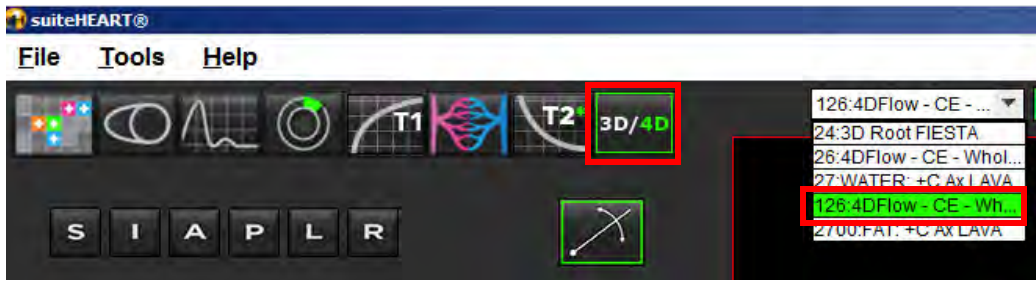 suiteHEART®
File Tools Help
T1 T2* 3D/4D
S I A P L R
126:4DFlow - CE - ...
24:3D Root FIESTA
26:4DFlow - CE - Whol...
27:WATER: +C Ax LAVA
126:4DFlow - CE - Wh...
2700:FAT: +C Ax LAVA